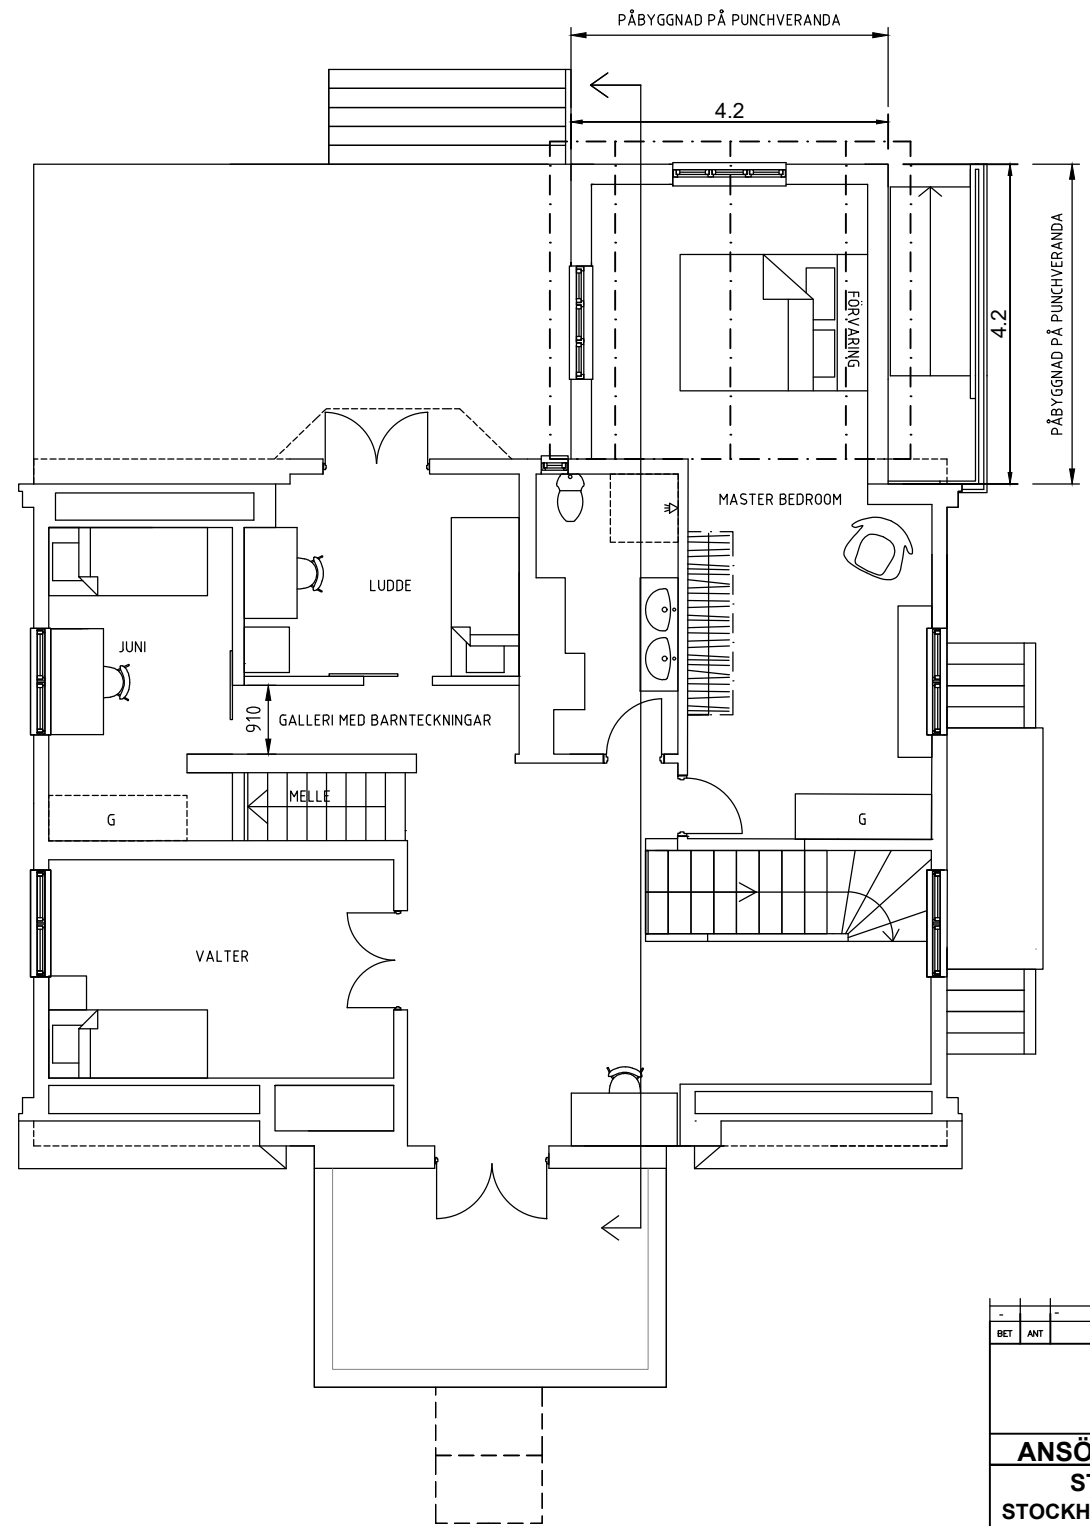 PÅBYGGNAD PÅ PUNCHVERANDA
4.2
PÅBYGGNAD PÅ PUNCHVERANDA
4.2
FÖRVARING
MASTER BEDROOM
LUDDE
JUNI
910
GALLERI MED BARNTECKNINGAR
MELLE
G
G
VALTER
- -
BET ANT
ANSÖ
ST
STOCKH